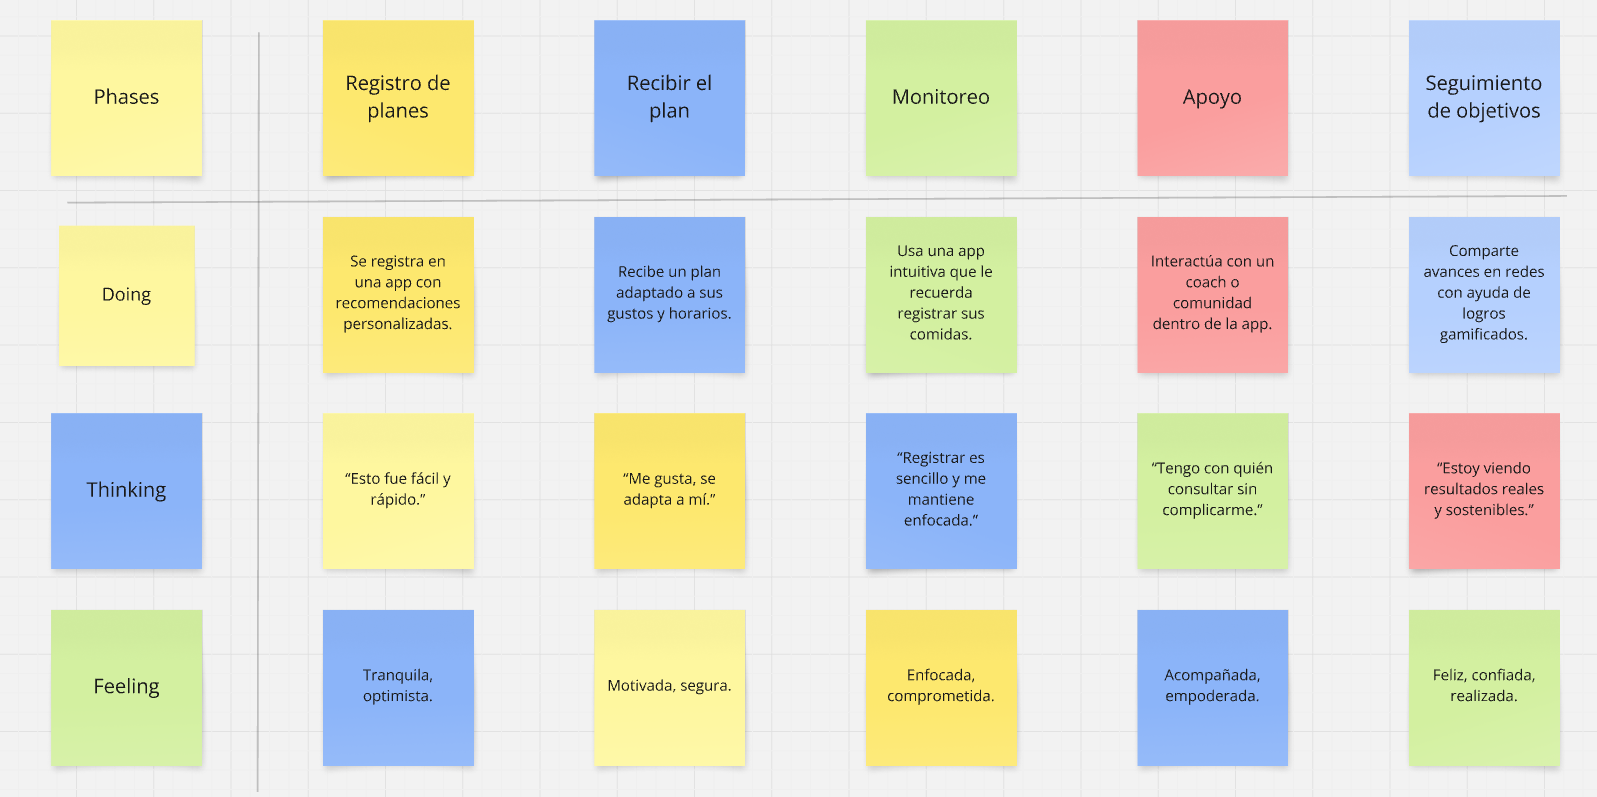 Phases
Registro de
planes
Recibir el
plan
Monitoreo
Apoyo
Seguimiento
de objetivos
Doing
Se registra en
una app con
recomendaciones
personalizadas.
Recibe un plan
adaptado a sus
gustos y horarios.
Usa una app
intuitiva que le
recuerda
registrar sus
comidas.
Interactúa con un
coach o
comunidad
dentro de la app.
Comparte
avances en redes
con ayuda de
logros
gamificados.
Thinking
“Esto fue fácil y
rápido.”
“Me gusta, se
adapta a mí.”
“Registrar es
sencillo y me
mantiene
enfocada.”
“Tengo con quién
consultar sin
complicarme.”
“Estoy viendo
resultados reales
y sostenibles.”
Feeling
Tranquila,
optimista.
Motivada, segura.
Enfocada,
comprometida.
Acompañada,
empoderada.
Feliz, confiada,
realizada.